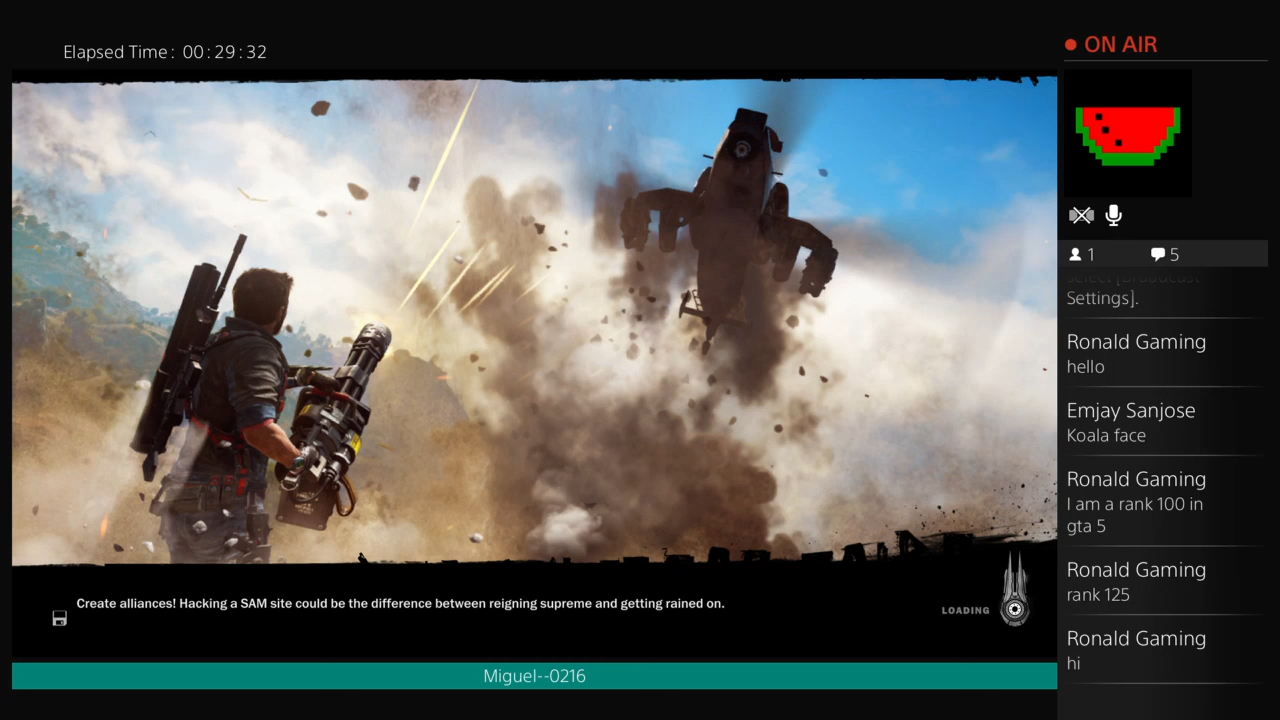 Elapsed Time: 00:29:32
ON AIR
1
5
Settings].
Ronald Gaming
hello
Emjay Sanjose
Koala face
Ronald Gaming
I am a rank 100 in
gta 5
Ronald Gaming
rank 125
Ronald Gaming
hi
Create alliances! Hacking a SAM site could be the difference between reigning supreme and getting rained on.
LOADING
Miguel--0216